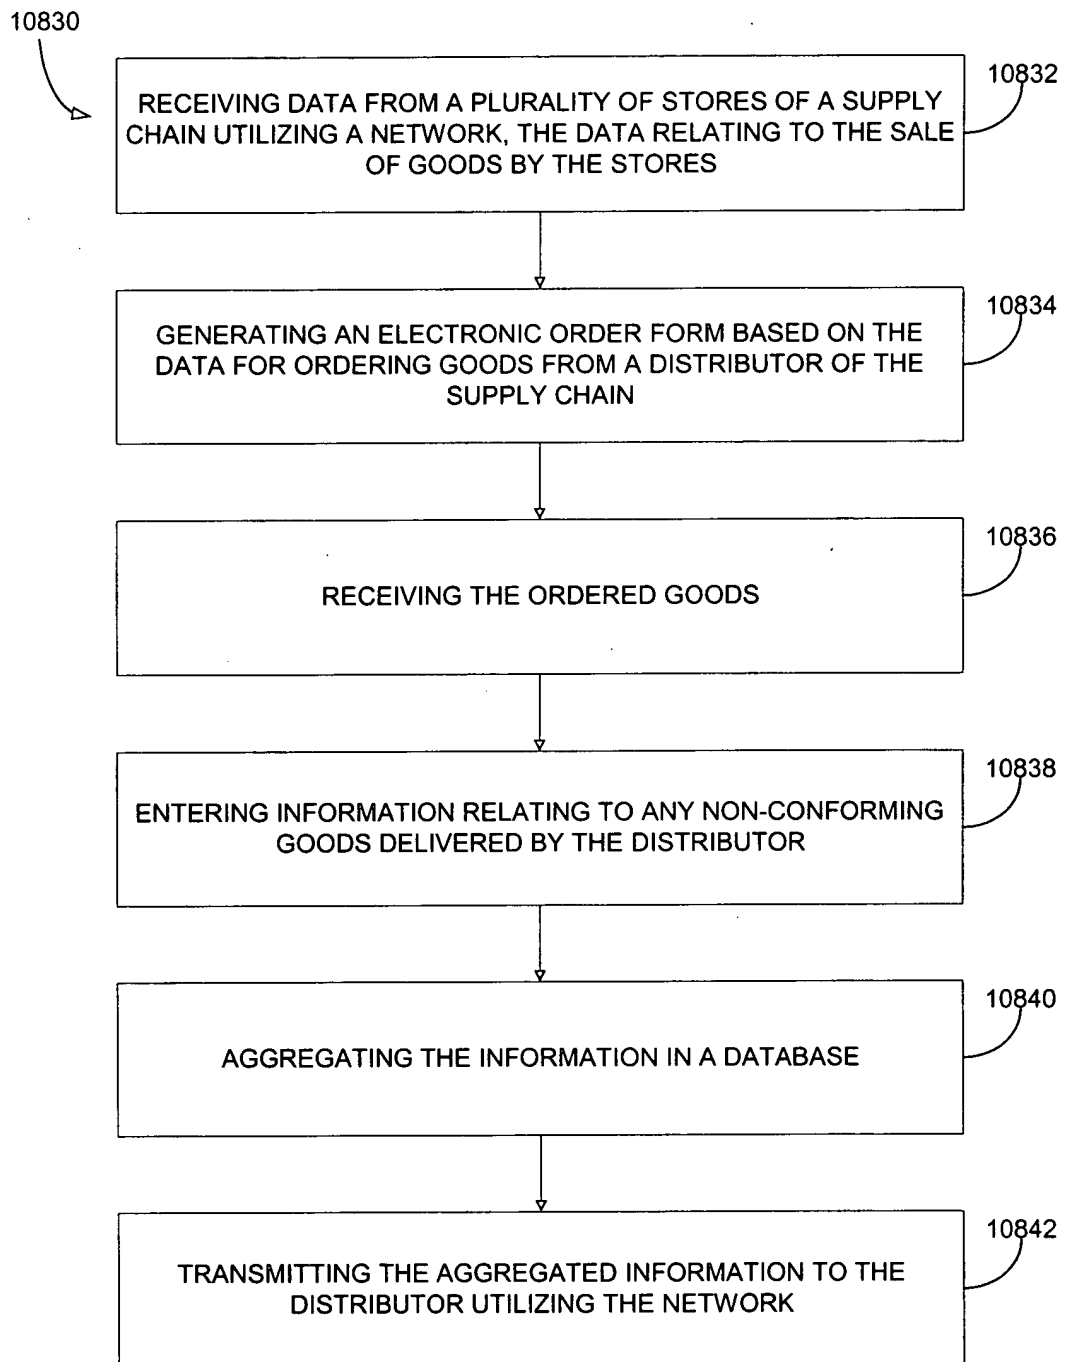 10830
10832
RECEIVING DATA FROM A PLURALITY OF STORES OF A SUPPLY
CHAIN UTILIZING A NETWORK, THE DATA RELATING TO THE SALE
OF GOODS BY THE STORES
10834
GENERATING AN ELECTRONIC ORDER FORM BASED ON THE
DATA FOR ORDERING GOODS FROM A DISTRIBUTOR OF THE
SUPPLY CHAIN
10836
RECEIVING THE ORDERED GOODS
10838
ENTERING INFORMATION RELATING TO ANY NON-CONFORMING
GOODS DELIVERED BY THE DISTRIBUTOR
10840
AGGREGATING THE INFORMATION IN A DATABASE
10842
TRANSMITTING THE AGGREGATED INFORMATION TO THE
DISTRIBUTOR UTILIZING THE NETWORK